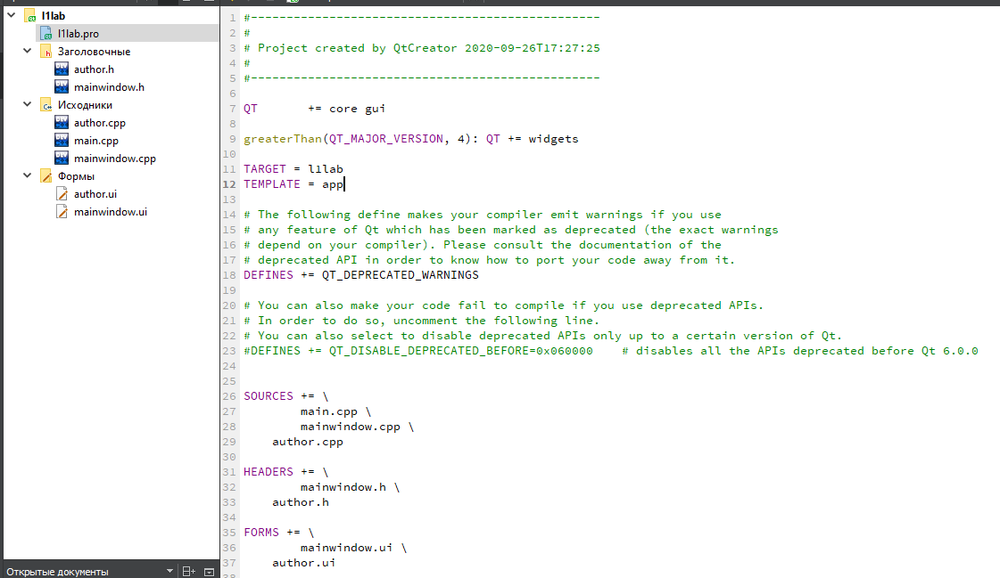 l1lab
l1lab.pro
Заголовочные
author.h
mainwindow.h
Исходники
author.cpp
main.cpp
mainwindow.cpp
Формы
author.ui
mainwindow.ui
Открытые документы
1 #-------------------------------------------------
2 #
3 # Project created by QtCreator 2020-09-26T17:27:25
4 #
5 #-------------------------------------------------
6
7 QT       += core gui
8
9 greaterThan(QT_MAJOR_VERSION, 4): QT += widgets
10
11 TARGET = l1lab
12 TEMPLATE = app
13
14 # The following define makes your compiler emit warnings if you use
15 # any feature of Qt which has been marked as deprecated (the exact warnings
16 # depend on your compiler). Please consult the documentation of the
17 # deprecated API in order to know how to port your code away from it.
18 DEFINES += QT_DEPRECATED_WARNINGS
19
20 # You can also make your code fail to compile if you use deprecated APIs.
21 # In order to do so, uncomment the following line.
22 # You can also select to disable deprecated APIs only up to a certain version of Qt.
23 #DEFINES += QT_DISABLE_DEPRECATED_BEFORE=0x060000    # disables all the APIs deprecated before Qt 6.0.0
24
25
26 SOURCES += \
27         main.cpp \
28         mainwindow.cpp \
29     author.cpp
30
31 HEADERS += \
32         mainwindow.h \
33     author.h
34
35 FORMS += \
36         mainwindow.ui \
37     author.ui
38